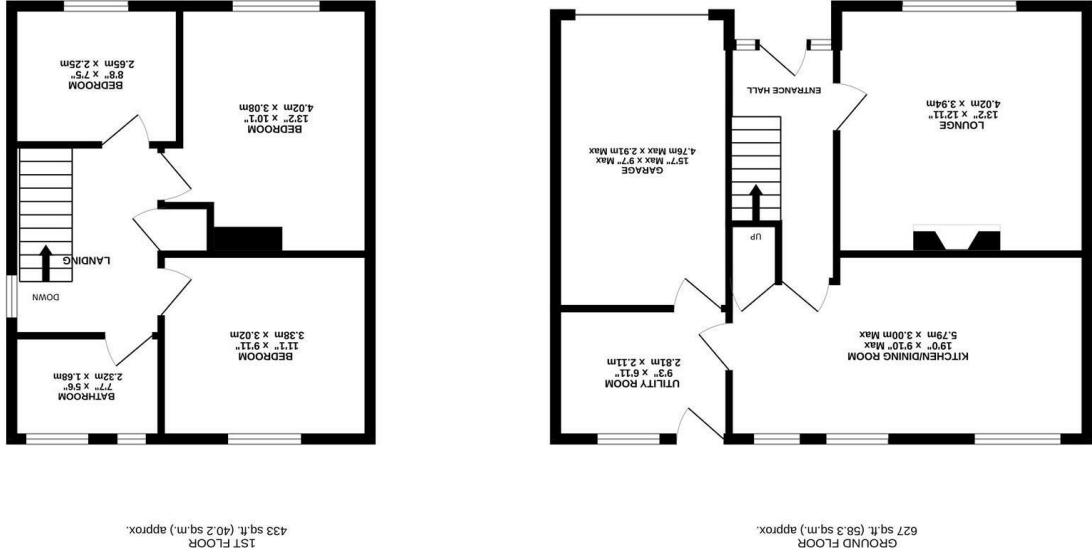 GROUND FLOOR
627 sq.ft. (58.3 sq.m.) approx.
1ST FLOOR
433 sq.ft. (40.2 sq.m.) approx.
KITCHEN/DINING ROOM
19'0" x 9'10" Max
5.79m x 3.00m Max
UTILITY ROOM
9'3" x 6'11"
2.81m x 2.11m
UP
GARAGE
15'7" Max x 9'7" Max
4.76m Max x 2.91m Max
LOUNGE
13'2" x 12'11"
4.02m x 3.94m
ENTRANCE HALL
BEDROOM
11'1" x 9'11"
3.38m x 3.02m
BATHROOM
7'7" x 5'6"
2.32m x 1.68m
DOWN
LANDING
BEDROOM
13'2" x 10'1"
4.02m x 3.08m
BEDROOM
8'8" x 7'5"
2.65m x 2.25m